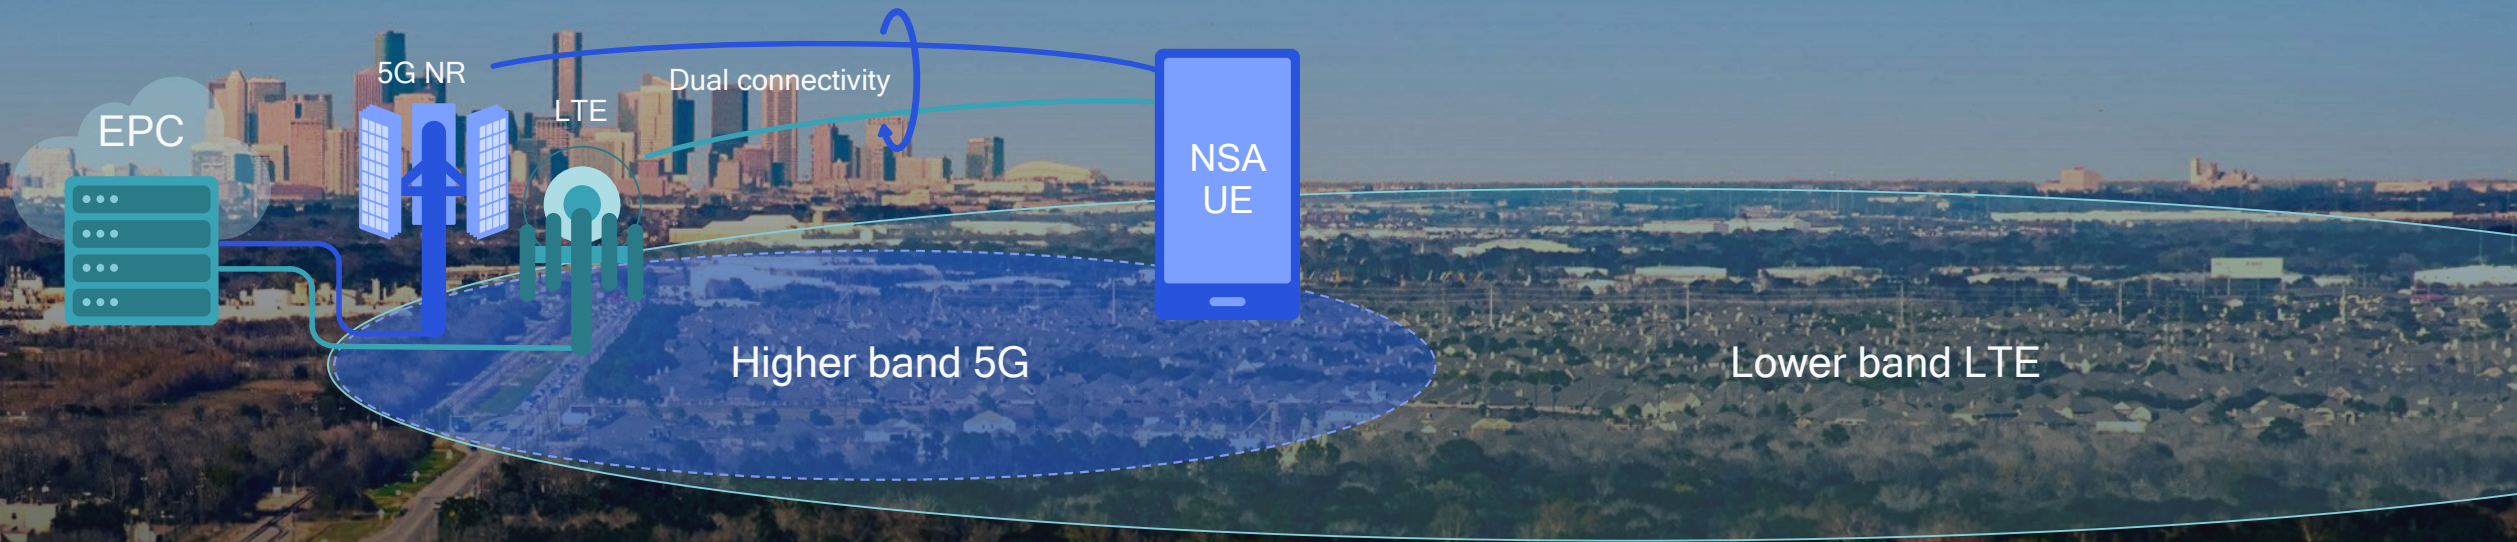 5G NR
Dual connectivity
LTE
EPC
NSA
UE
Higher band 5G
Lower band LTE